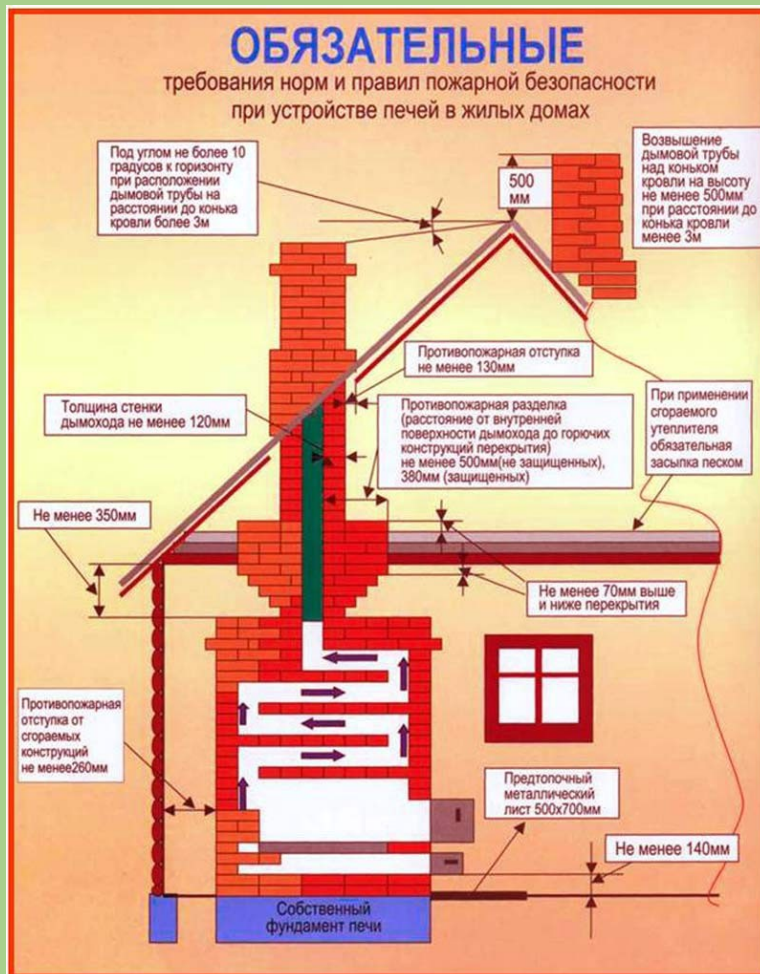 ОБЯЗАТЕЛЬНЫЕ
требования норм и правил пожарной безопасности
при устройстве печей в жилых домах
Под углом не более 10
градусов к горизонту
при расположении
дымовой трубы на
расстоянии до конька
кровли более 3м
500
мм
Возвышение
дымовой трубы
над коньком
кровли на высоту
не менее 500мм
при расстоянии до
конька кровли
менее 3м
Противопожарная отступка
не менее 130мм
Толщина стенки
дымохода не менее 120мм
Противопожарная разделка
(расстояние от внутренней
поверхности дымохода до горючих
конструкций перекрытия)
не менее 500мм(не защищенных),
380мм (защищенных)
При применении
сгораемого
утеплителя
обязательная
засыпка песком
Не менее 350мм
Не менее 70мм выше
и ниже перекрытия
Противопожарная
отступка от
сгораемых
конструкций
не менее260мм
Предтопочный
металлический
лист 500х700мм
Не менее 140мм
Собственный
фундамент печи